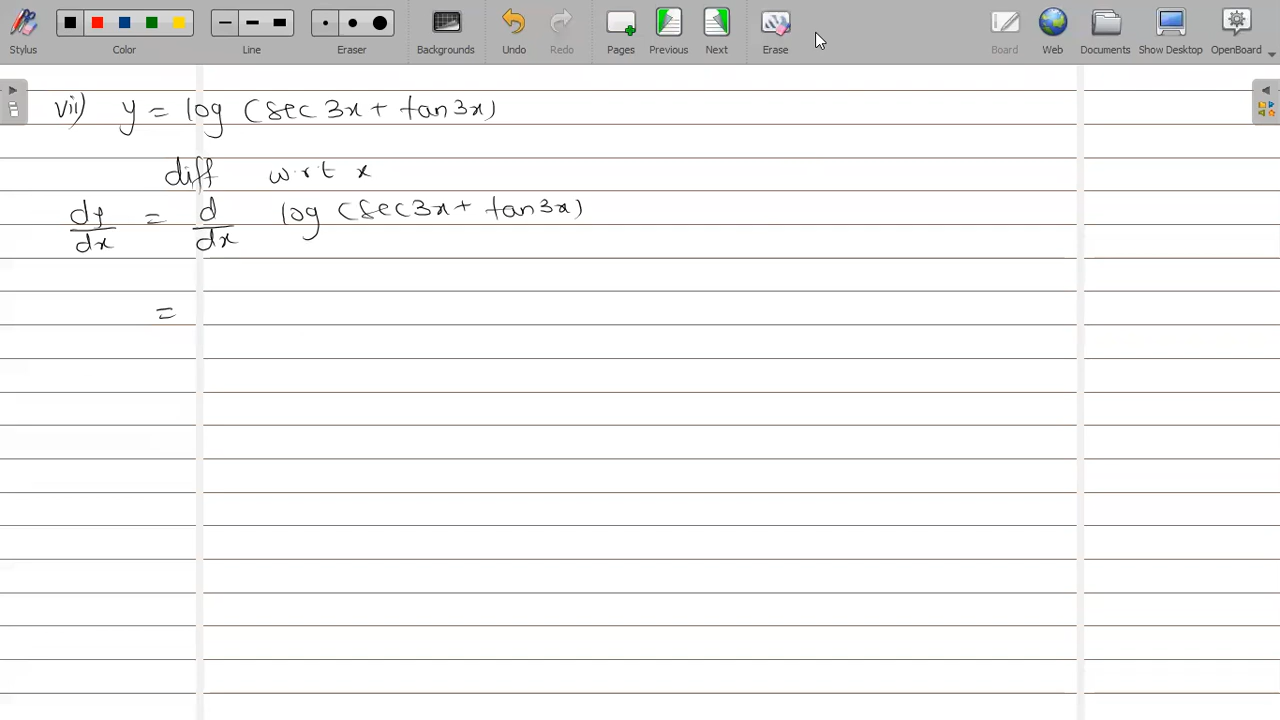 Stylus Color Line Eraser Backgrounds Undo Redo Pages Previous Next Erase Board Web Documents Show Desktop OpenBoard
vii) y = log (sec 3x + tan 3x)
diff w.r.t x
dy/dx = d/dx log (sec 3x + tan 3x)
=